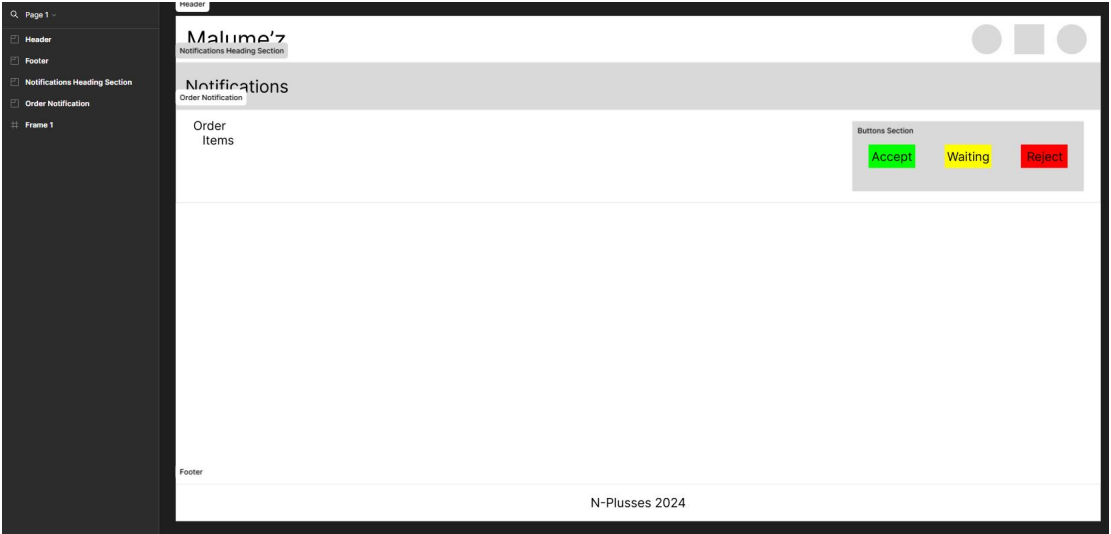 Page 1
Header
Footer
Notifications Heading Section
Order Notification
Frame 1
Header
Malume’z
Notifications Heading Section
Notifications
Order Notification
Order
Items
Buttons Section
Accept
Waiting
Reject
Footer
N-Plusses 2024